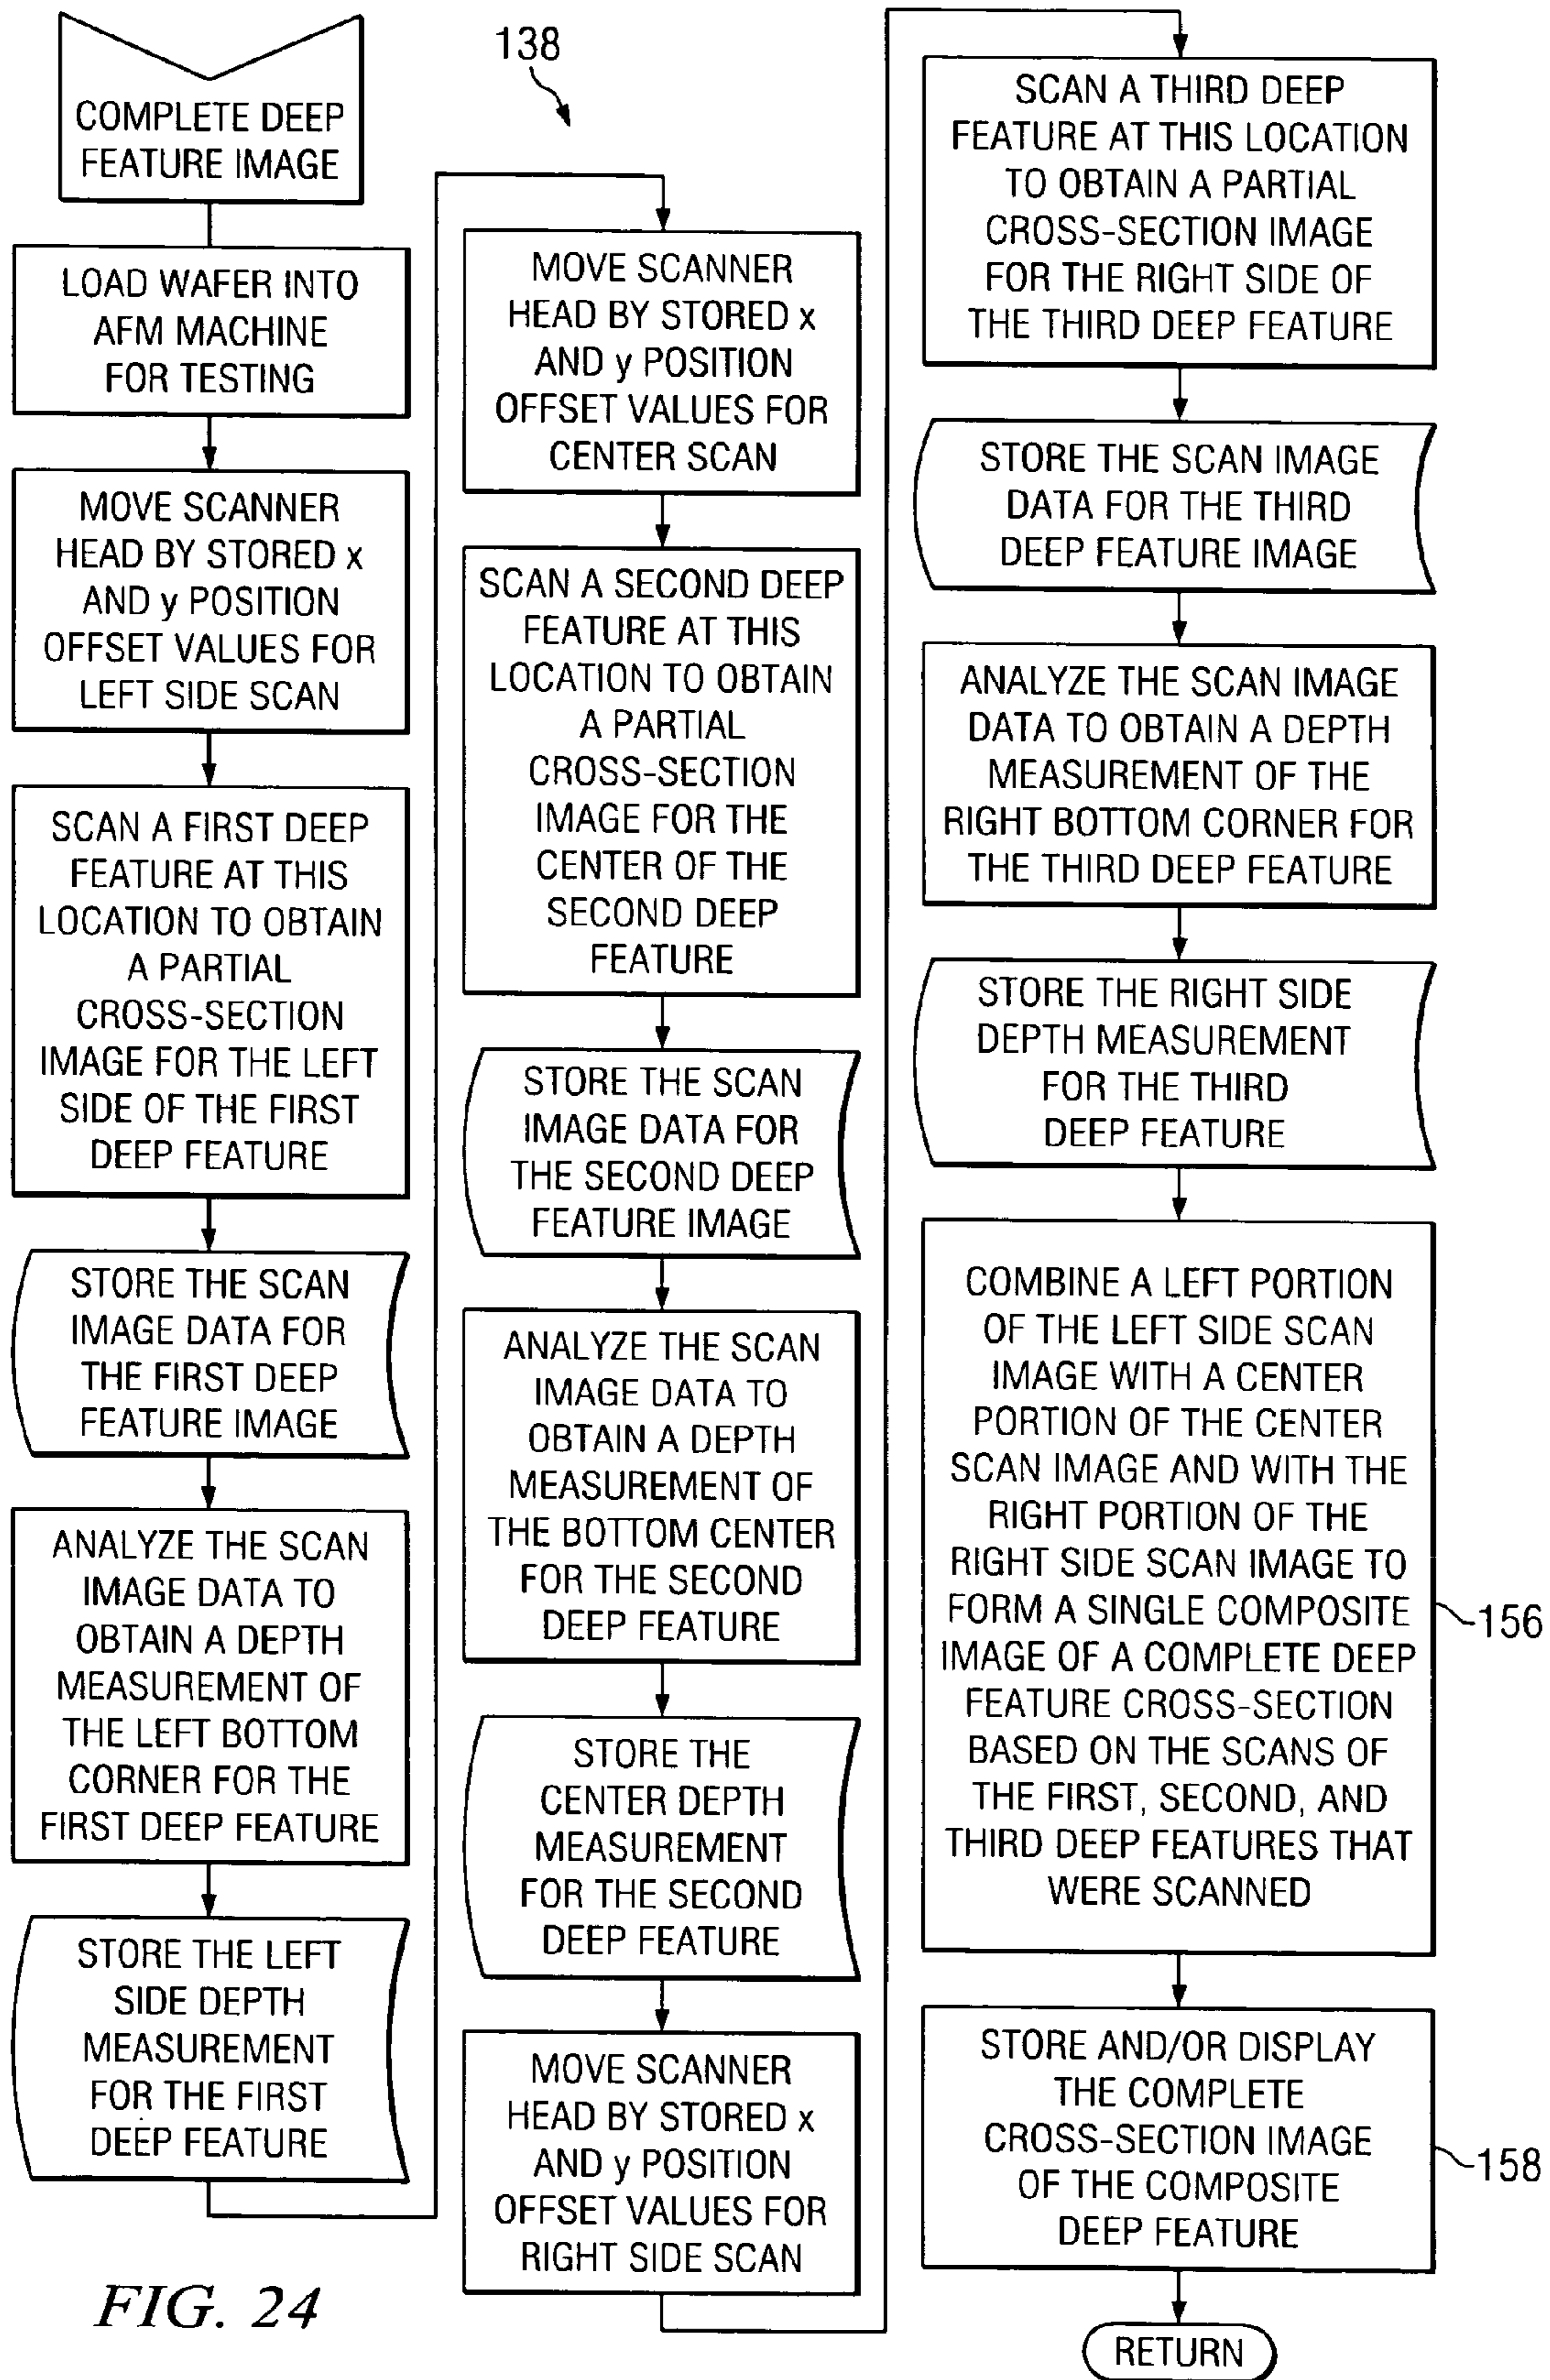 COMPLETE DEEP
FEATURE IMAGE
LOAD WAFER INTO
AFM MACHINE
FOR TESTING
MOVE SCANNER
HEAD BY STORED x
AND y POSITION
OFFSET VALUES FOR
LEFT SIDE SCAN
SCAN A FIRST DEEP
FEATURE AT THIS
LOCATION TO OBTAIN
A PARTIAL
CROSS-SECTION
IMAGE FOR THE LEFT
SIDE OF THE FIRST
DEEP FEATURE
STORE THE SCAN
IMAGE DATA FOR
THE FIRST DEEP
FEATURE IMAGE
ANALYZE THE SCAN
IMAGE DATA TO
OBTAIN A DEPTH
MEASUREMENT OF
THE LEFT BOTTOM
CORNER FOR THE
FIRST DEEP FEATURE
STORE THE LEFT
SIDE DEPTH
MEASUREMENT
FOR THE FIRST
DEEP FEATURE
FIG. 24
138
MOVE SCANNER
HEAD BY STORED x
AND y POSITION
OFFSET VALUES FOR
CENTER SCAN
SCAN A SECOND DEEP
FEATURE AT THIS
LOCATION TO OBTAIN
A PARTIAL
CROSS-SECTION
IMAGE FOR THE
CENTER OF THE
SECOND DEEP
FEATURE
STORE THE SCAN
IMAGE DATA FOR
THE SECOND DEEP
FEATURE IMAGE
ANALYZE THE SCAN
IMAGE DATA TO
OBTAIN A DEPTH
MEASUREMENT OF
THE BOTTOM CENTER
FOR THE SECOND
DEEP FEATURE
STORE THE
CENTER DEPTH
MEASUREMENT
FOR THE SECOND
DEEP FEATURE
MOVE SCANNER
HEAD BY STORED x
AND y POSITION
OFFSET VALUES FOR
RIGHT SIDE SCAN
SCAN A THIRD DEEP
FEATURE AT THIS LOCATION
TO OBTAIN A PARTIAL
CROSS-SECTION IMAGE
FOR THE RIGHT SIDE OF
THE THIRD DEEP FEATURE
STORE THE SCAN IMAGE
DATA FOR THE THIRD
DEEP FEATURE IMAGE
ANALYZE THE SCAN IMAGE
DATA TO OBTAIN A DEPTH
MEASUREMENT OF THE
RIGHT BOTTOM CORNER FOR
THE THIRD DEEP FEATURE
STORE THE RIGHT SIDE
DEPTH MEASUREMENT
FOR THE THIRD
DEEP FEATURE
COMBINE A LEFT PORTION
OF THE LEFT SIDE SCAN
IMAGE WITH A CENTER
PORTION OF THE CENTER
SCAN IMAGE AND WITH THE
RIGHT PORTION OF THE
RIGHT SIDE SCAN IMAGE TO
FORM A SINGLE COMPOSITE
IMAGE OF A COMPLETE DEEP
FEATURE CROSS-SECTION
BASED ON THE SCANS OF
THE FIRST, SECOND, AND
THIRD DEEP FEATURES THAT
WERE SCANNED
156
STORE AND/OR DISPLAY
THE COMPLETE
CROSS-SECTION IMAGE
OF THE COMPOSITE
DEEP FEATURE
158
RETURN